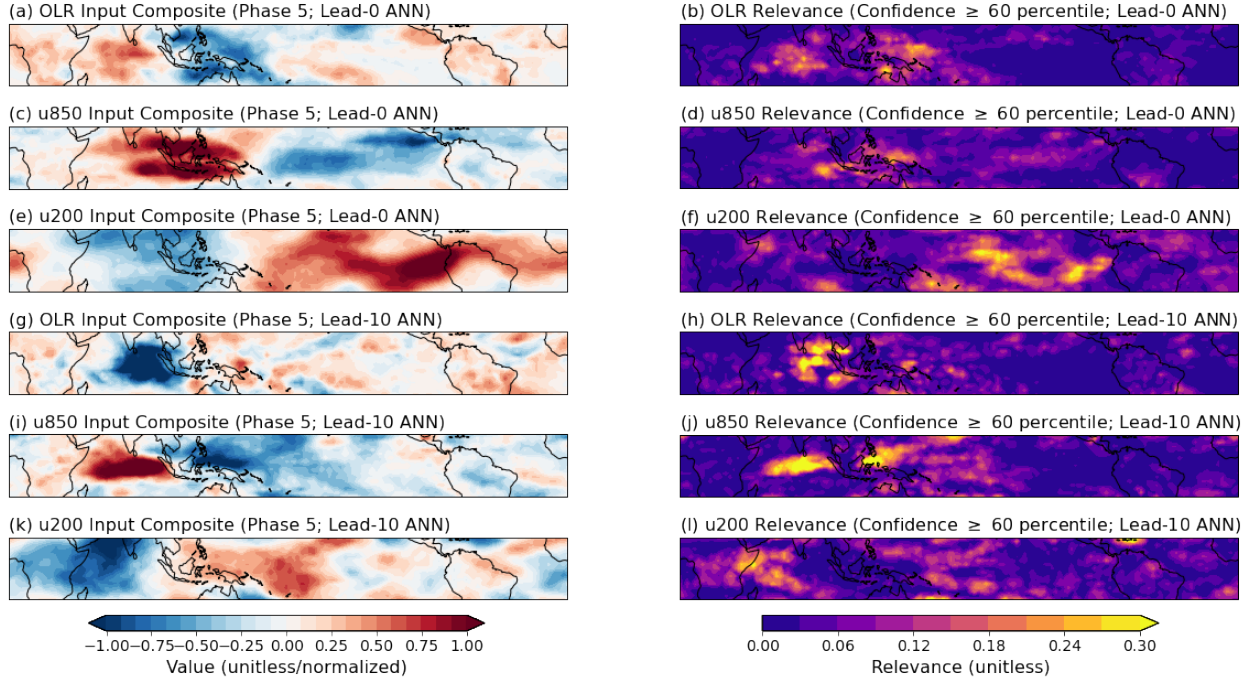 (a) OLR Input Composite (Phase 5; Lead-0 ANN)
(b) OLR Relevance (Confidence ≥ 60 percentile; Lead-0 ANN)
(c) u850 Input Composite (Phase 5; Lead-0 ANN)
(d) u850 Relevance (Confidence ≥ 60 percentile; Lead-0 ANN)
(e) u200 Input Composite (Phase 5; Lead-0 ANN)
(f) u200 Relevance (Confidence ≥ 60 percentile; Lead-0 ANN)
(g) OLR Input Composite (Phase 5; Lead-10 ANN)
(h) OLR Relevance (Confidence ≥ 60 percentile; Lead-10 ANN)
(i) u850 Input Composite (Phase 5; Lead-10 ANN)
(j) u850 Relevance (Confidence ≥ 60 percentile; Lead-10 ANN)
(k) u200 Input Composite (Phase 5; Lead-10 ANN)
(l) u200 Relevance (Confidence ≥ 60 percentile; Lead-10 ANN)
−1.00 −0.75 −0.50 −0.25 0.00 0.25 0.50 0.75 1.00
Value (unitless/normalized)
0.00 0.06 0.12 0.18 0.24 0.30
Relevance (unitless)